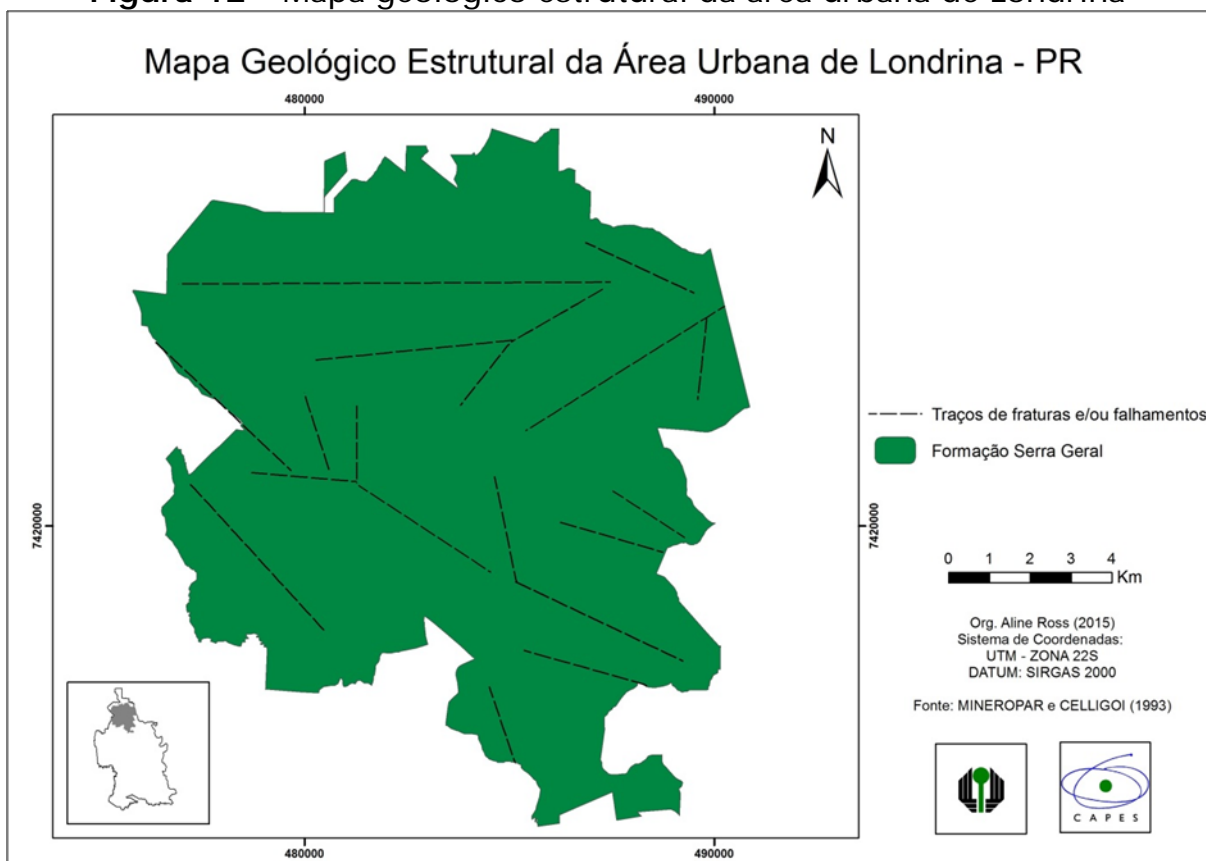 Mapa Geológico Estrutural da Área Urbana de Londrina - PR
480000
490000
N
7420000
7420000
Traços de fraturas e/ou falhamentos
Formação Serra Geral
0 1 2 3 4
Km
Org. Aline Ross (2015)
Sistema de Coordenadas:
UTM - ZONA 22S
DATUM: SIRGAS 2000
Fonte: MINEROPAR e CELLIGOI (1993)
CAPES
480000
490000